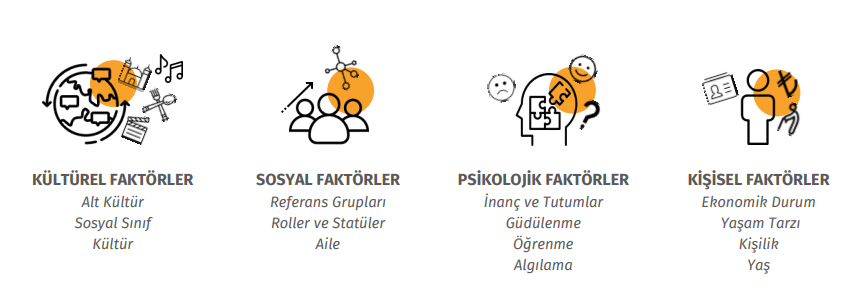 KÜLTÜREL FAKTÖRLER
Alt Kültür
Sosyal Sınıf
Kültür
SOSYAL FAKTÖRLER
Referans Grupları
Roller ve Statüler
Aile
PSİKOLOJİK FAKTÖRLER
İnanç ve Tutumlar
Güdülenme
Öğrenme
Algılama
KİŞİSEL FAKTÖRLER
Ekonomik Durum
Yaşam Tarzı
Kişilik
Yaş